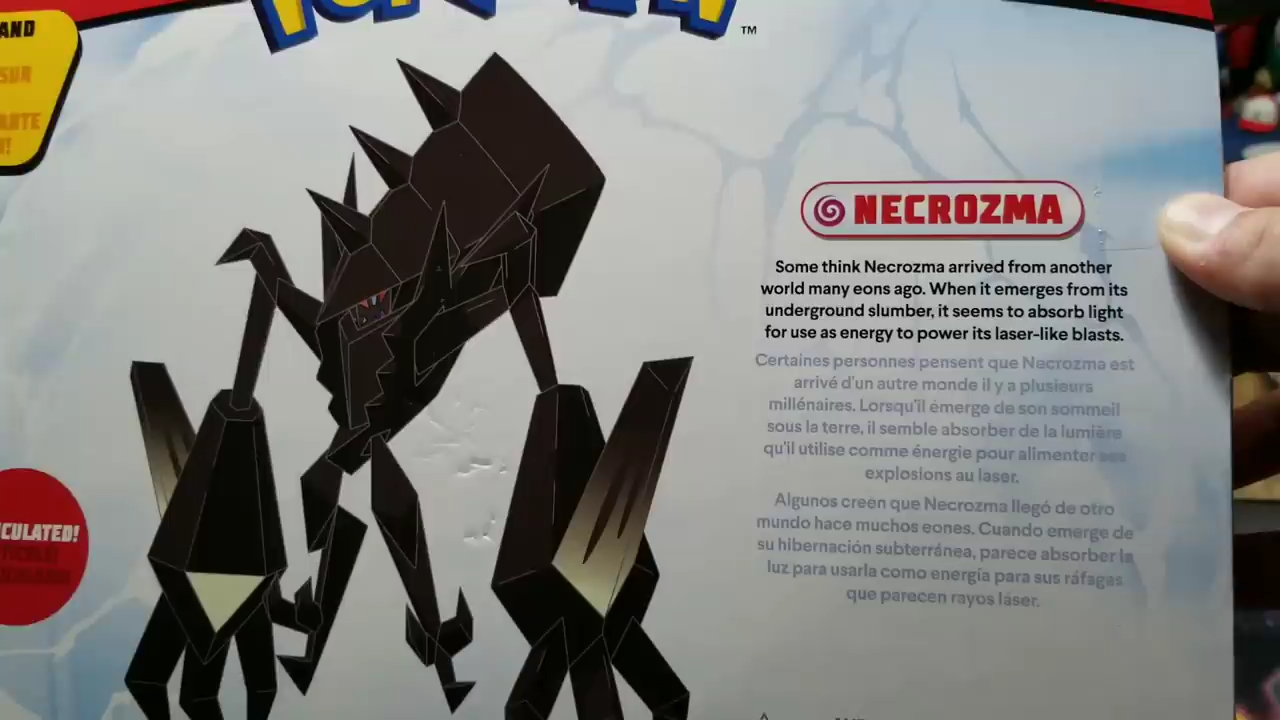 AND
SUR
™
NECROZMA
Some think Necrozma arrived from another
world many eons ago. When it emerges from its
underground slumber, it seems to absorb light
for use as energy to power its laser-like blasts.
Certaines personnes pensent que Necrozma est
arrivé d'un autre monde il y a plusieurs
millénaires. Lorsqu'il émerge de son sommeil
sous la terre, il semble absorber de la lumière
qu'il utilise comme énergie pour alimenter ses
explosions au laser.
Algunos creen que Necrozma llegó de otro
mundo hace muchos eones. Cuando emerge de
su hibernación subterránea, parece absorber la
luz para usarla como energía para sus ráfagas
que parecen rayos láser.